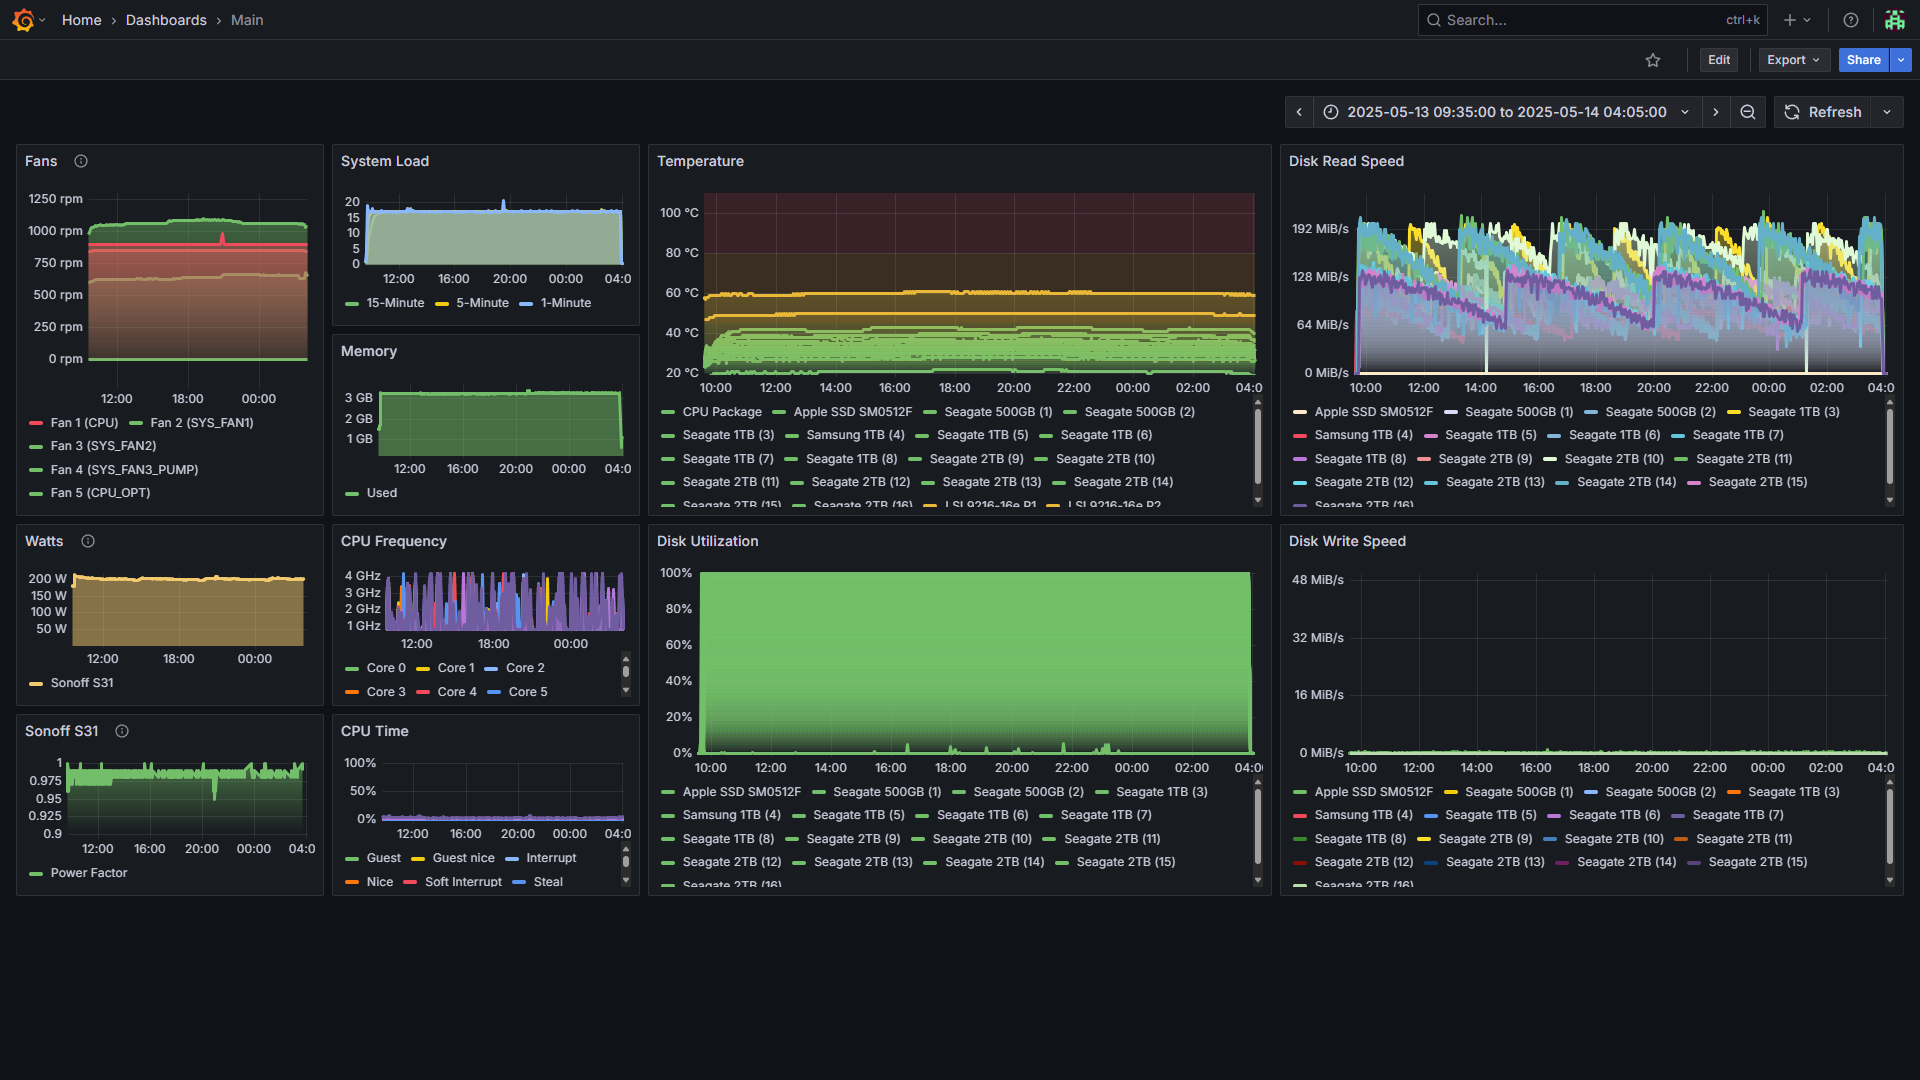 Home › Dashboards › Main
Search... ctrl+k
Edit Export Share
2025-05-13 09:35:00 to 2025-05-14 04:05:00 Refresh
Fans
1250 rpm
1000 rpm
750 rpm
500 rpm
250 rpm
0 rpm
12:00 18:00 00:00
Fan 1 (CPU) Fan 2 (SYS_FAN1)
Fan 3 (SYS_FAN2)
Fan 4 (SYS_FAN3_PUMP)
Fan 5 (CPU_OPT)
System Load
20
15
10
5
0
12:00 16:00 20:00 00:00 04:0
15-Minute 5-Minute 1-Minute
Memory
3 GB
2 GB
1 GB
12:00 16:00 20:00 00:00 04:0
Used
Temperature
100 °C
80 °C
60 °C
40 °C
20 °C
10:00 12:00 14:00 16:00 18:00 20:00 22:00 00:00 02:00 04:0
CPU Package Apple SSD SM0512F Seagate 500GB (1) Seagate 500GB (2)
Seagate 1TB (3) Samsung 1TB (4) Seagate 1TB (5) Seagate 1TB (6)
Seagate 1TB (7) Seagate 1TB (8) Seagate 2TB (9) Seagate 2TB (10)
Seagate 2TB (11) Seagate 2TB (12) Seagate 2TB (13) Seagate 2TB (14)
Seagate 2TB (15) Seagate 2TB (16) LSI 9216-16e P1 LSI 9216-16e P2
Disk Read Speed
192 MiB/s
128 MiB/s
64 MiB/s
0 MiB/s
10:00 12:00 14:00 16:00 18:00 20:00 22:00 00:00 02:00 04:0
Apple SSD SM0512F Seagate 500GB (1) Seagate 500GB (2) Seagate 1TB (3)
Samsung 1TB (4) Seagate 1TB (5) Seagate 1TB (6) Seagate 1TB (7)
Seagate 1TB (8) Seagate 2TB (9) Seagate 2TB (10) Seagate 2TB (11)
Seagate 2TB (12) Seagate 2TB (13) Seagate 2TB (14) Seagate 2TB (15)
Seagate 2TB (16)
Watts
200 W
150 W
100 W
50 W
12:00 18:00 00:00
Sonoff S31
CPU Frequency
4 GHz
3 GHz
2 GHz
1 GHz
12:00 18:00 00:00
Core 0 Core 1 Core 2
Core 3 Core 4 Core 5
Disk Utilization
100%
80%
60%
40%
20%
0%
10:00 12:00 14:00 16:00 18:00 20:00 22:00 00:00 02:00 04:0
Apple SSD SM0512F Seagate 500GB (1) Seagate 500GB (2) Seagate 1TB (3)
Samsung 1TB (4) Seagate 1TB (5) Seagate 1TB (6) Seagate 1TB (7)
Seagate 1TB (8) Seagate 2TB (9) Seagate 2TB (10) Seagate 2TB (11)
Seagate 2TB (12) Seagate 2TB (13) Seagate 2TB (14) Seagate 2TB (15)
Seagate 2TB (16)
Disk Write Speed
48 MiB/s
32 MiB/s
16 MiB/s
0 MiB/s
10:00 12:00 14:00 16:00 18:00 20:00 22:00 00:00 02:00 04:0
Apple SSD SM0512F Seagate 500GB (1) Seagate 500GB (2) Seagate 1TB (3)
Samsung 1TB (4) Seagate 1TB (5) Seagate 1TB (6) Seagate 1TB (7)
Seagate 1TB (8) Seagate 2TB (9) Seagate 2TB (10) Seagate 2TB (11)
Seagate 2TB (12) Seagate 2TB (13) Seagate 2TB (14) Seagate 2TB (15)
Seagate 2TB (16)
Sonoff S31
1
0.975
0.95
0.925
0.9
12:00 16:00 20:00 00:00 04:0
Power Factor
CPU Time
100%
50%
0%
12:00 16:00 20:00 00:00 04:0
Guest Guest nice Interrupt
Nice Soft Interrupt Steal